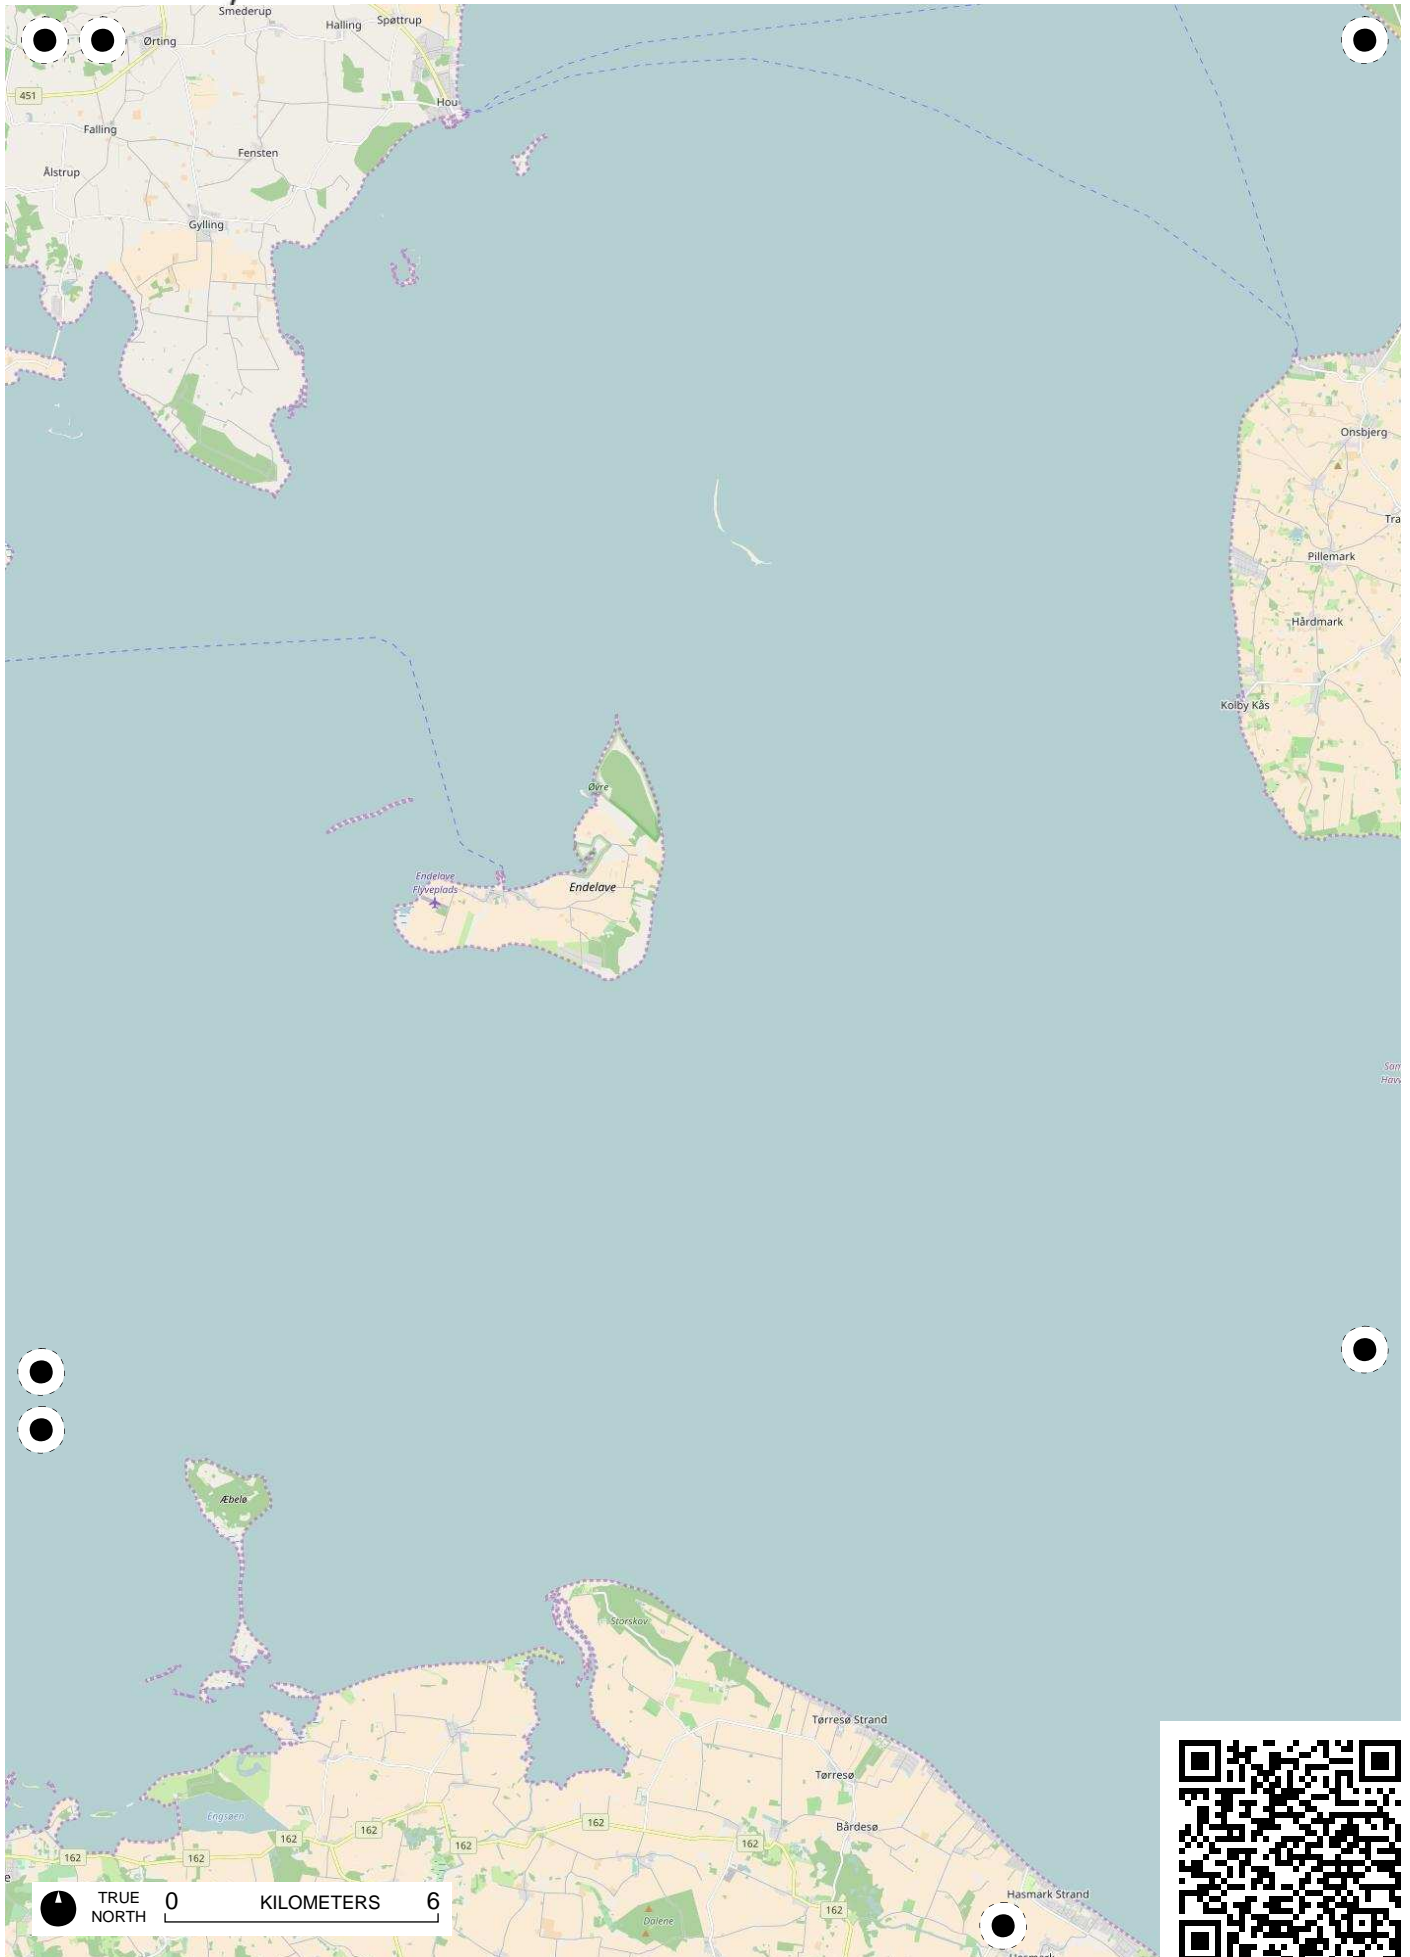 Smederup
Halling
Spøttrup
Ørting
451
Hou
Falling
Fensten
Ålstrup
Gylling
Onsbjerg
Pillemark
Hårdmark
Kolby Kås
Øvre
Endelave
Flyveplads
Endelave
Æbelø
Storskov
Tørresø Strand
Tørresø
Engsøen
162
162
162
162
162
Bårdesø
162
162
162
Hasmark Strand
Dalene
TRUE
NORTH
0
KILOMETERS
6